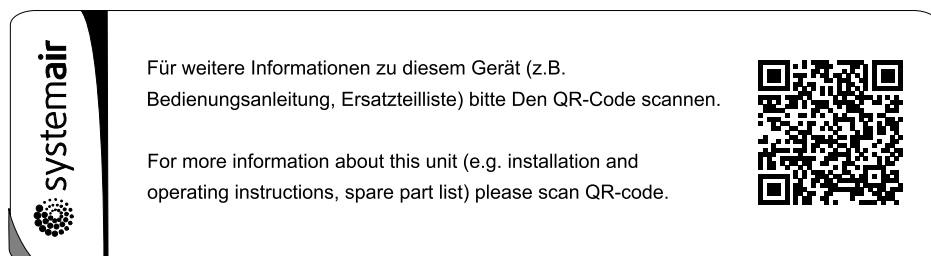 systemair
Für weitere Informationen zu diesem Gerät (z.B.
Bedienungsanleitung, Ersatzteilliste) bitte Den QR-Code scannen.
For more information about this unit (e.g. installation and
operating instructions, spare part list) please scan QR-code.